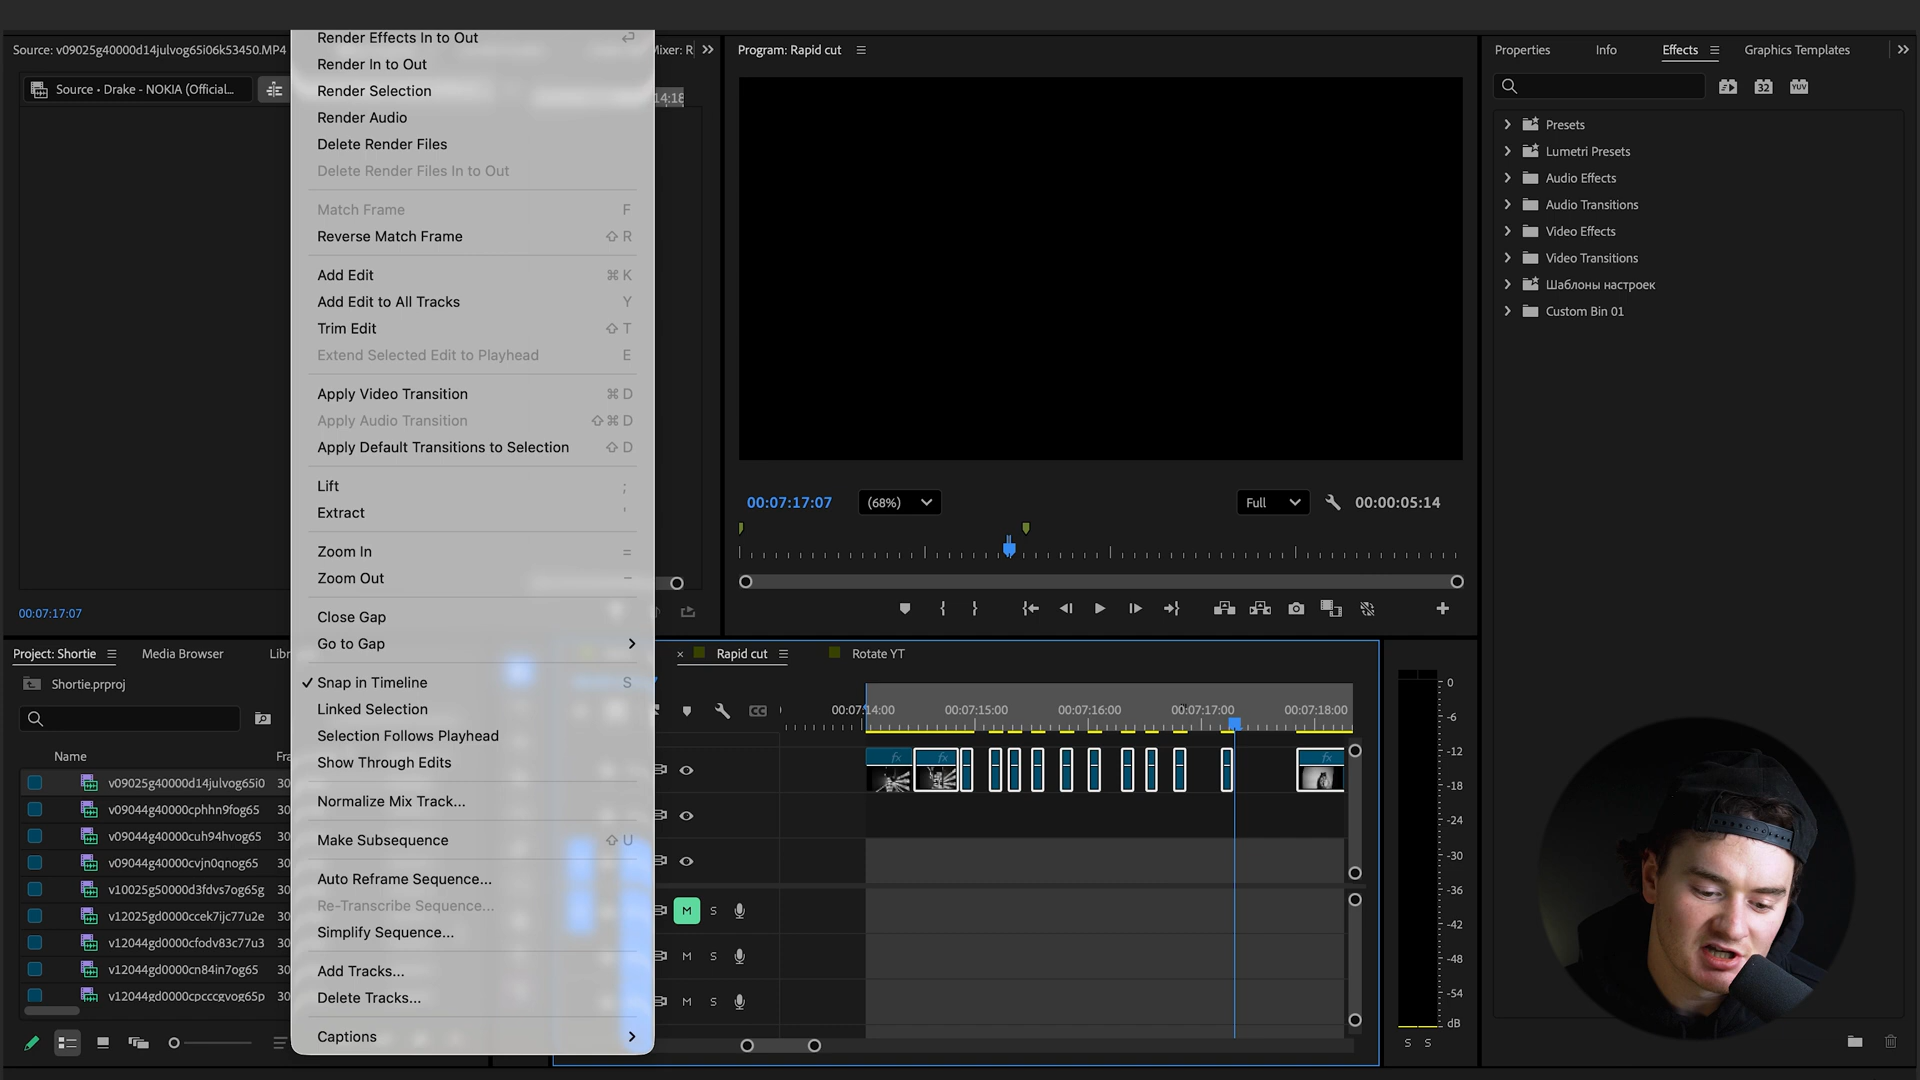 Source: v09025g40000d14julvog65i06k53450.MP4
Mixer: R
Source • Drake - NOKIA (Official...
14;18
00:07:17:07
Render Effects In to Out
Render In to Out
Render Selection
Render Audio
Delete Render Files
Delete Render Files In to Out
Match Frame F
Reverse Match Frame ⇧ R
Add Edit ⌘ K
Add Edit to All Tracks Y
Trim Edit ⇧ T
Extend Selected Edit to Playhead E
Apply Video Transition ⌘ D
Apply Audio Transition ⇧ ⌘ D
Apply Default Transitions to Selection ⇧ D
Lift ;
Extract '
Zoom In =
Zoom Out -
Close Gap
Go to Gap
Snap in Timeline S
Linked Selection
Selection Follows Playhead
Show Through Edits
Normalize Mix Track...
Make Subsequence ⇧ U
Auto Reframe Sequence...
Re-Transcribe Sequence...
Simplify Sequence...
Add Tracks...
Delete Tracks...
Captions
Program: Rapid cut
00:07:17:07 (68%) Full 00:00:05:14
Properties Info Effects Graphics Templates
32 YUV
Presets
Lumetri Presets
Audio Effects
Audio Transitions
Video Effects
Video Transitions
Шаблоны настроек
Custom Bin 01
Project: Shortie Media Browser Libr
Shortie.prproj
Name Fra
v09025g40000d14julvog65i0 30
v09044g40000cphhn9fog65 30
v09044g40000cuh94hvog65 30
v09044g40000cvjn0qnog65 30
v10025g50000d3fdvs7og65g 30
v12025gd0000ccek7ijc77u2e 30
v12044gd0000cfodv83c77u3 30
v12044gd0000cn84in7og65 30
v12044gd0000cpcccgvog65p 30
× Rapid cut Rotate YT
CC
00:07:14:00 00:07:15:00 00:07:16:00 00:07:17:00 00:07:18:00
fx fx fx
M S
M S
M S
0
-6
-12
-18
-24
-30
-36
-42
-48
-54
dB
S S